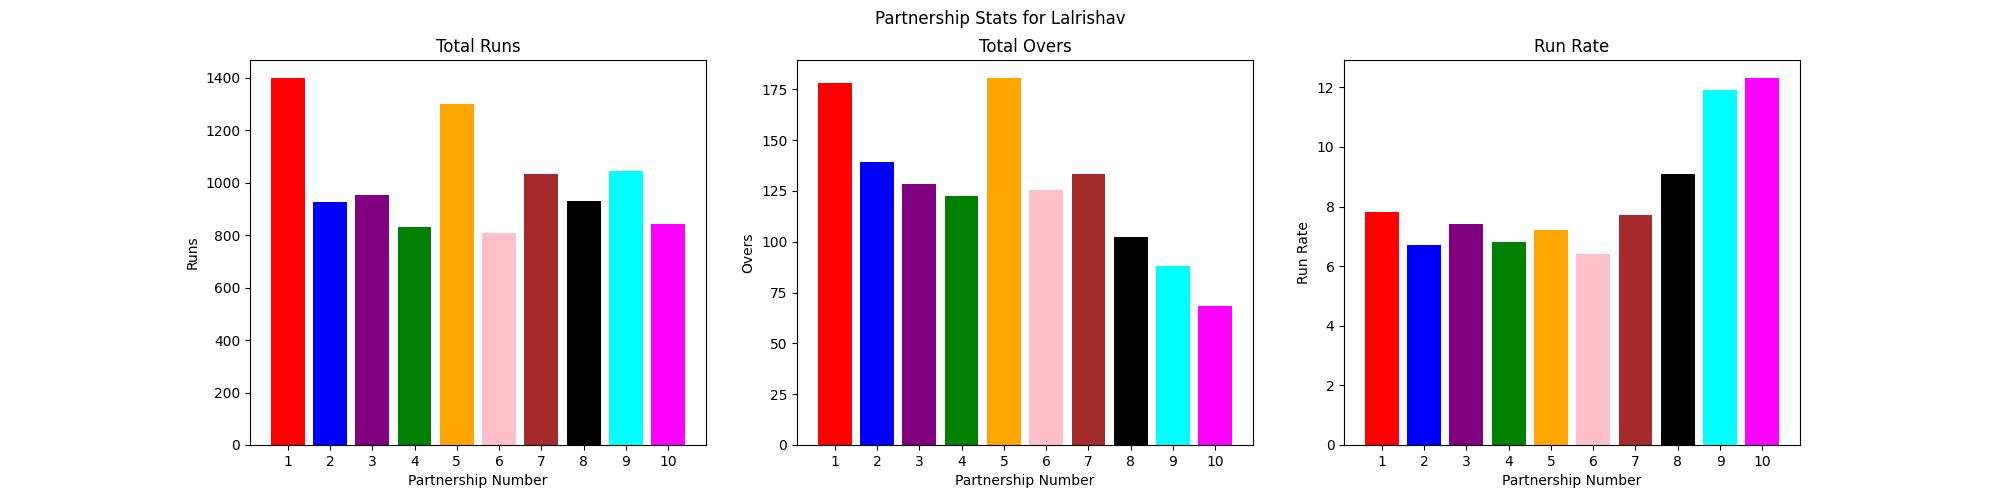 Partnership Stats for Lalrishav
Total Runs
1400
1200
1000
800
600
400
200
0
Runs
1 2 3 4 5 6 7 8 9 10
Partnership Number
Total Overs
175
150
125
100
75
50
25
0
Overs
1 2 3 4 5 6 7 8 9 10
Partnership Number
Run Rate
12
10
8
6
4
2
0
Run Rate
1 2 3 4 5 6 7 8 9 10
Partnership Number